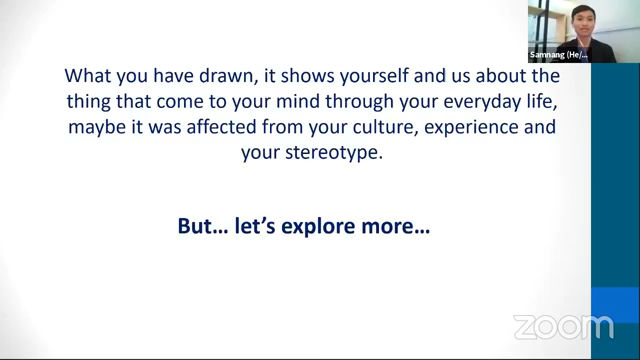 Samnang (He/...
What you have drawn, it shows yourself and us about the
thing that come to your mind through your everyday life,
maybe it was affected from your culture, experience and
your stereotype.
But... let's explore more...
zoom